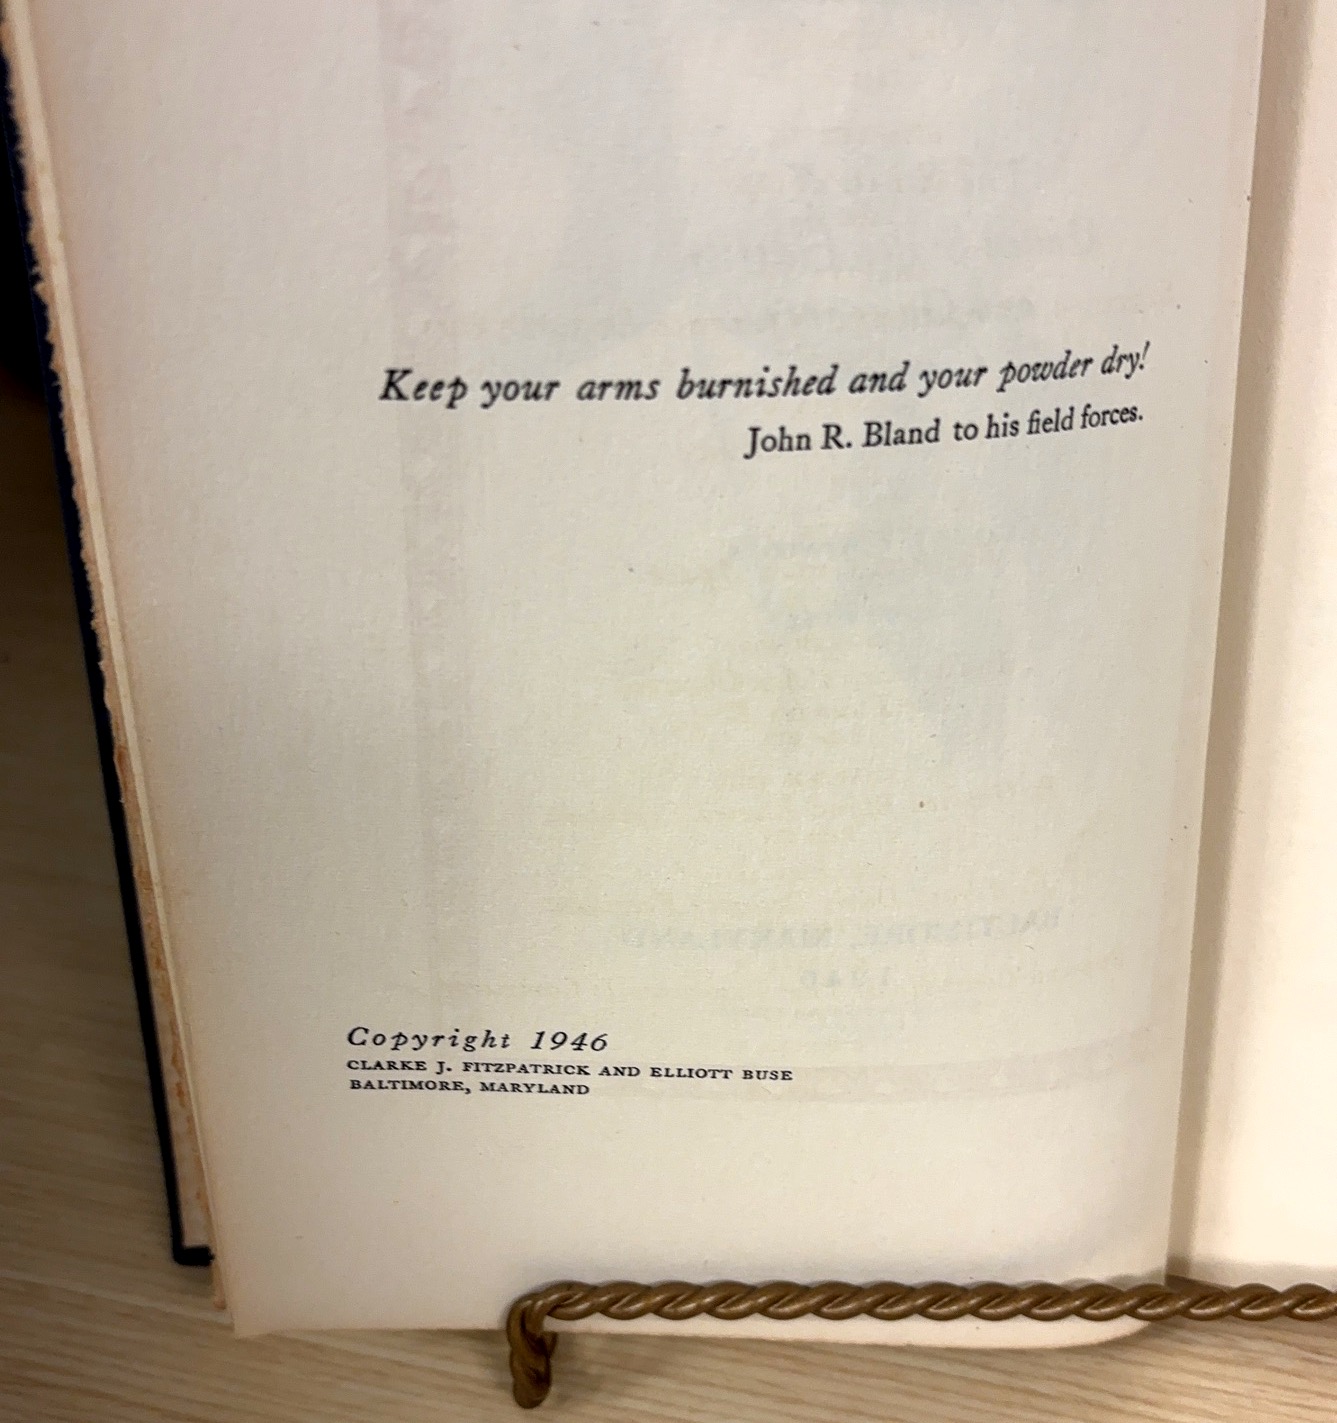 Keep your arms burnished and your powder dry!
John R. Bland to his field forces.
Copyright 1946
CLARKE J. FITZPATRICK AND ELLIOTT BUSE
BALTIMORE, MARYLAND